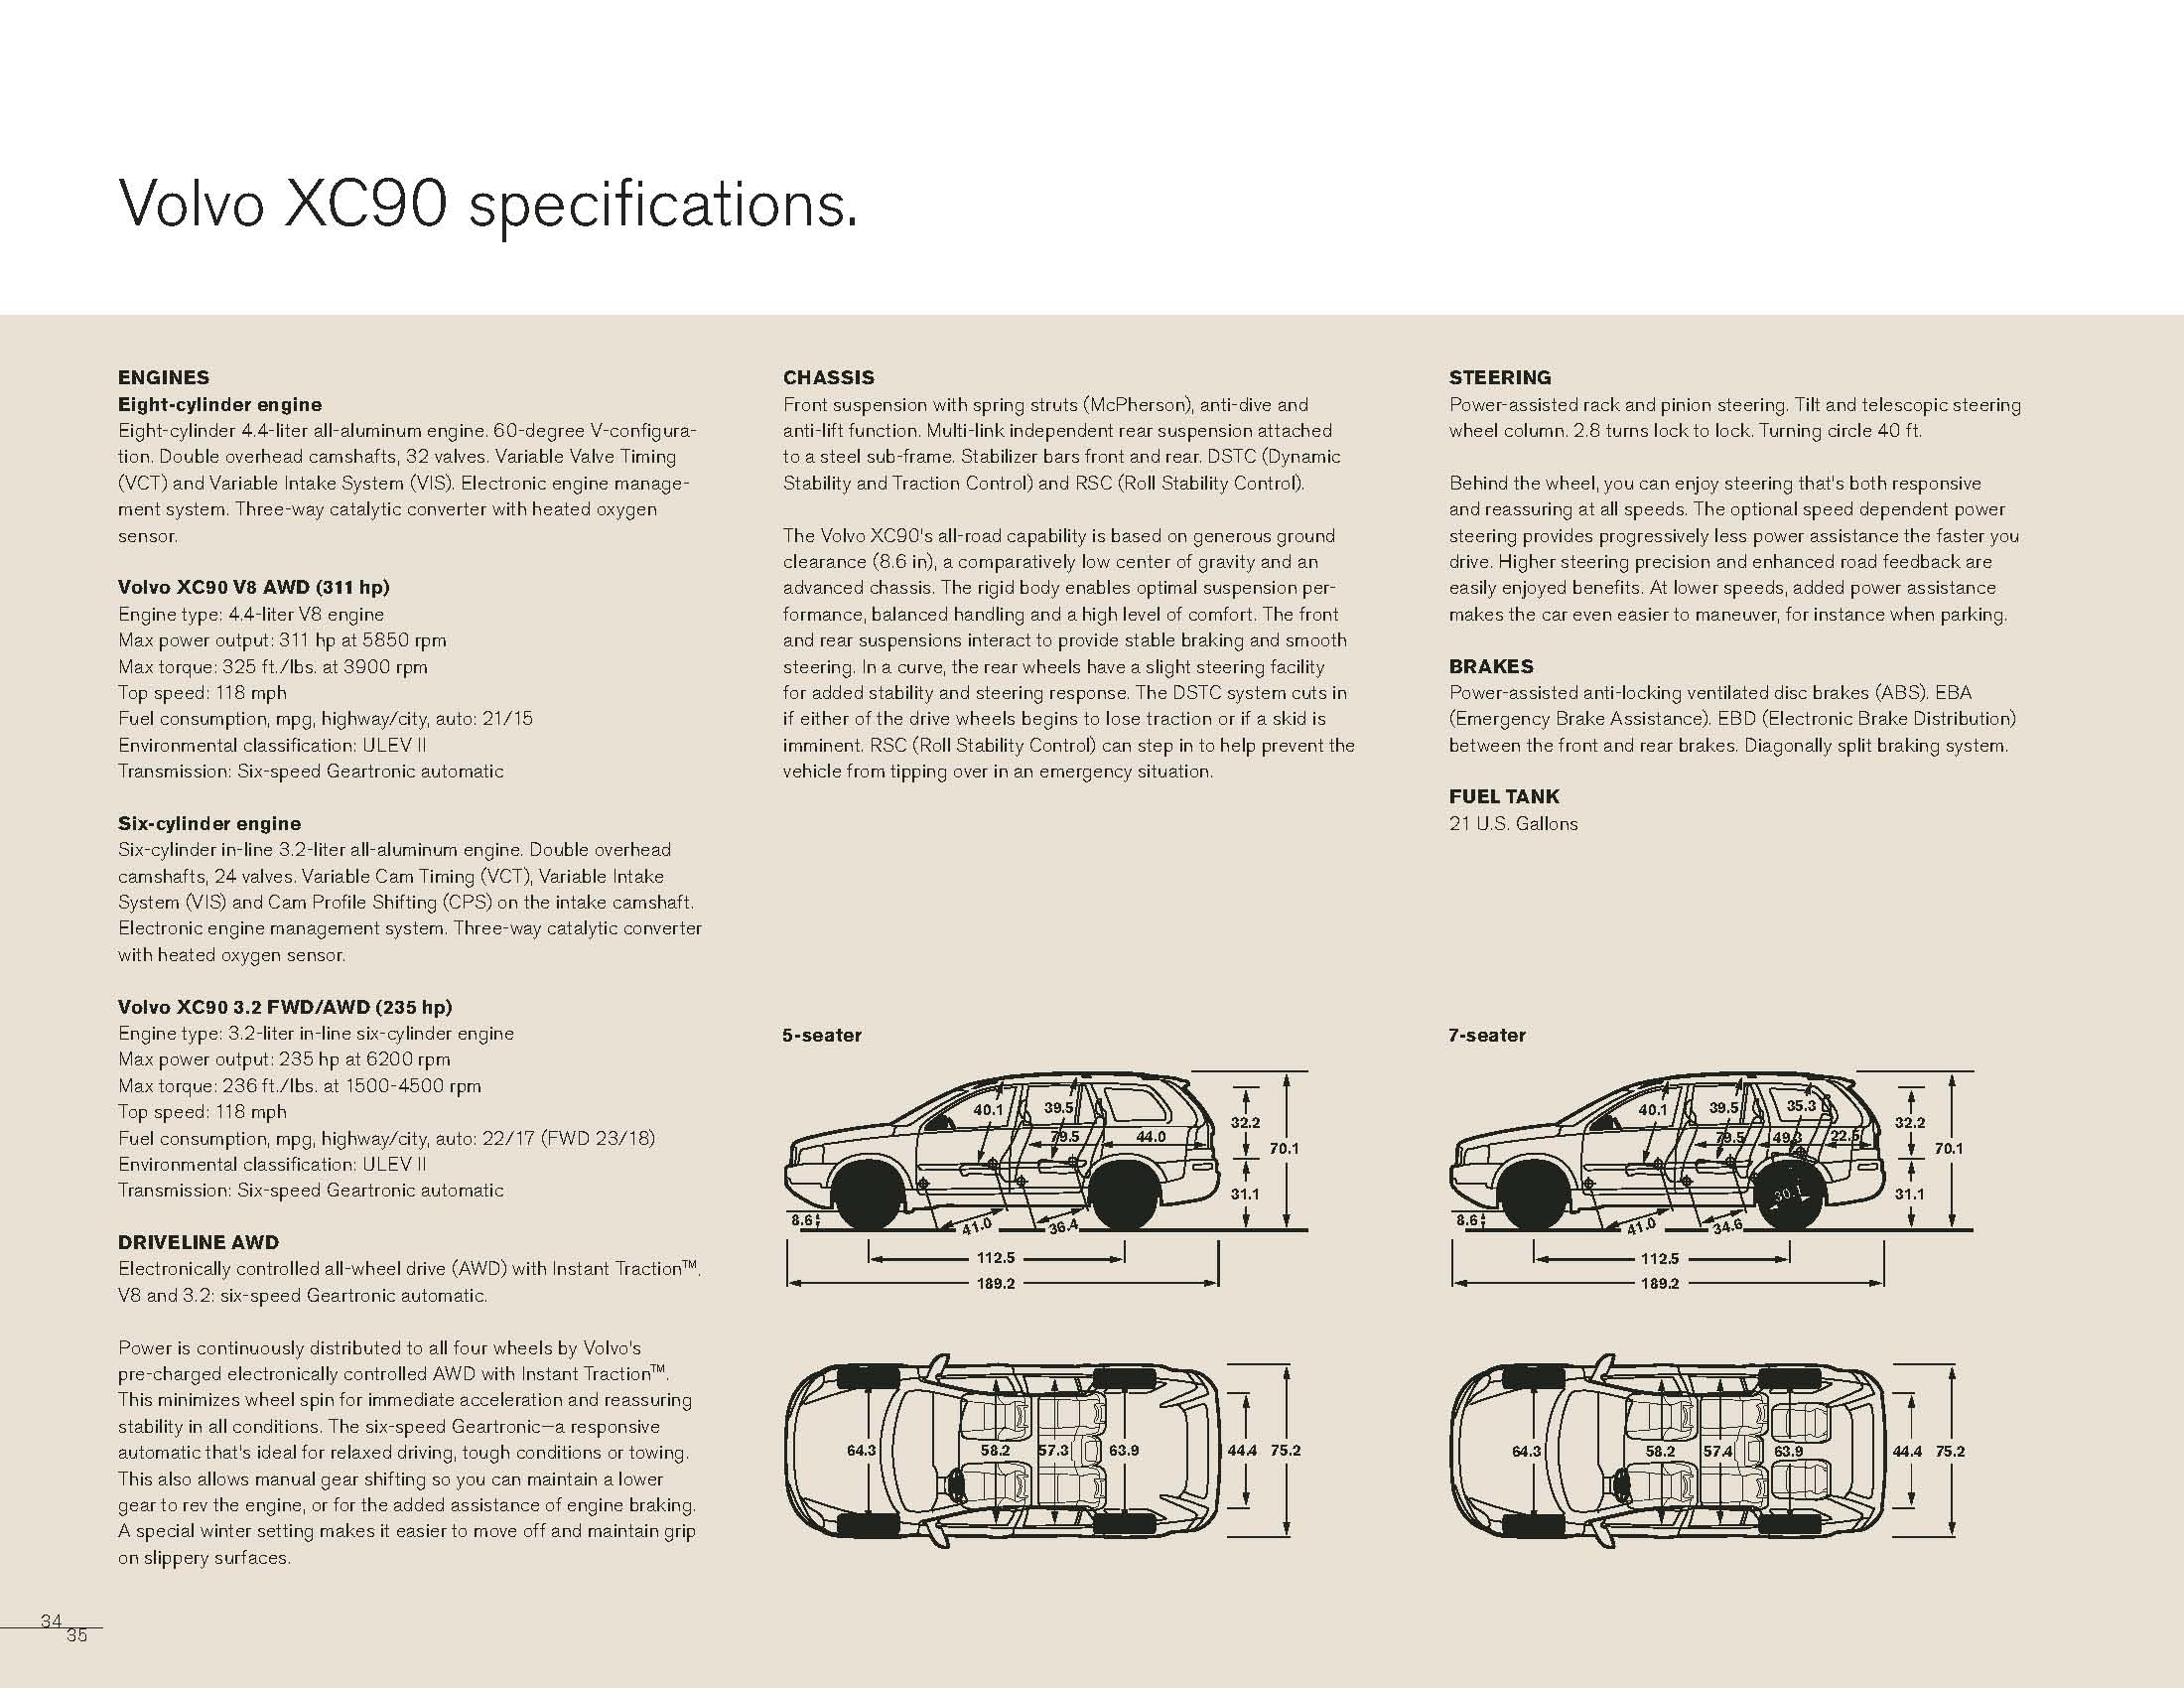 Volvo XC90 specifications.
ENGINES
Eight-cylinder engine
Eight-cylinder 4.4-liter all-aluminum engine. 60-degree V-configura-
tion. Double overhead camshafts, 32 valves. Variable Valve Timing
(VCT) and Variable Intake System (VIS). Electronic engine manage-
ment system. Three-way catalytic converter with heated oxygen
sensor.
Volvo XC90 V8 AWD (311 hp)
Engine type: 4.4-liter V8 engine
Max power output: 311 hp at 5850 rpm
Max torque: 325 ft./lbs. at 3900 rpm
Top speed: 118 mph
Fuel consumption, mpg, highway/city, auto: 21/15
Environmental classification: ULEV II
Transmission: Six-speed Geartronic automatic
Six-cylinder engine
Six-cylinder in-line 3.2-liter all-aluminum engine. Double overhead
camshafts, 24 valves. Variable Cam Timing (VCT), Variable Intake
System (VIS) and Cam Profile Shifting (CPS) on the intake camshaft.
Electronic engine management system. Three-way catalytic converter
with heated oxygen sensor.
Volvo XC90 3.2 FWD/AWD (235 hp)
Engine type: 3.2-liter in-line six-cylinder engine
Max power output: 235 hp at 6200 rpm
Max torque: 236 ft./lbs. at 1500-4500 rpm
Top speed: 118 mph
Fuel consumption, mpg, highway/city, auto: 22/17 (FWD 23/18)
Environmental classification: ULEV II
Transmission: Six-speed Geartronic automatic
DRIVELINE AWD
Electronically controlled all-wheel drive (AWD) with Instant Traction™.
V8 and 3.2: six-speed Geartronic automatic.
Power is continuously distributed to all four wheels by Volvo's
pre-charged electronically controlled AWD with Instant Traction™.
This minimizes wheel spin for immediate acceleration and reassuring
stability in all conditions. The six-speed Geartronic—a responsive
automatic that's ideal for relaxed driving, tough conditions or towing.
This also allows manual gear shifting so you can maintain a lower
gear to rev the engine, or for the added assistance of engine braking.
A special winter setting makes it easier to move off and maintain grip
on slippery surfaces.
CHASSIS
Front suspension with spring struts (McPherson), anti-dive and
anti-lift function. Multi-link independent rear suspension attached
to a steel sub-frame. Stabilizer bars front and rear. DSTC (Dynamic
Stability and Traction Control) and RSC (Roll Stability Control).
The Volvo XC90's all-road capability is based on generous ground
clearance (8.6 in), a comparatively low center of gravity and an
advanced chassis. The rigid body enables optimal suspension per-
formance, balanced handling and a high level of comfort. The front
and rear suspensions interact to provide stable braking and smooth
steering. In a curve, the rear wheels have a slight steering facility
for added stability and steering response. The DSTC system cuts in
if either of the drive wheels begins to lose traction or if a skid is
imminent. RSC (Roll Stability Control) can step in to help prevent the
vehicle from tipping over in an emergency situation.
STEERING
Power-assisted rack and pinion steering. Tilt and telescopic steering
wheel column. 2.8 turns lock to lock. Turning circle 40 ft.
Behind the wheel, you can enjoy steering that's both responsive
and reassuring at all speeds. The optional speed dependent power
steering provides progressively less power assistance the faster you
drive. Higher steering precision and enhanced road feedback are
easily enjoyed benefits. At lower speeds, added power assistance
makes the car even easier to maneuver, for instance when parking.
BRAKES
Power-assisted anti-locking ventilated disc brakes (ABS). EBA
(Emergency Brake Assistance). EBD (Electronic Brake Distribution)
between the front and rear brakes. Diagonally split braking system.
FUEL TANK
21 U.S. Gallons
5-seater
40.1 39.5
32.2
79.5 44.0
70.1
31.1
8.6
41.0 36.4
112.5
189.2
64.3 58.2 57.3 63.9 44.4 75.2
7-seater
40.1 39.5 35.3
32.2
79.5 49.3 22.5
70.1
30.1
31.1
8.6
41.0 34.6
112.5
189.2
64.3 58.2 57.4 63.9 44.4 75.2
34
35